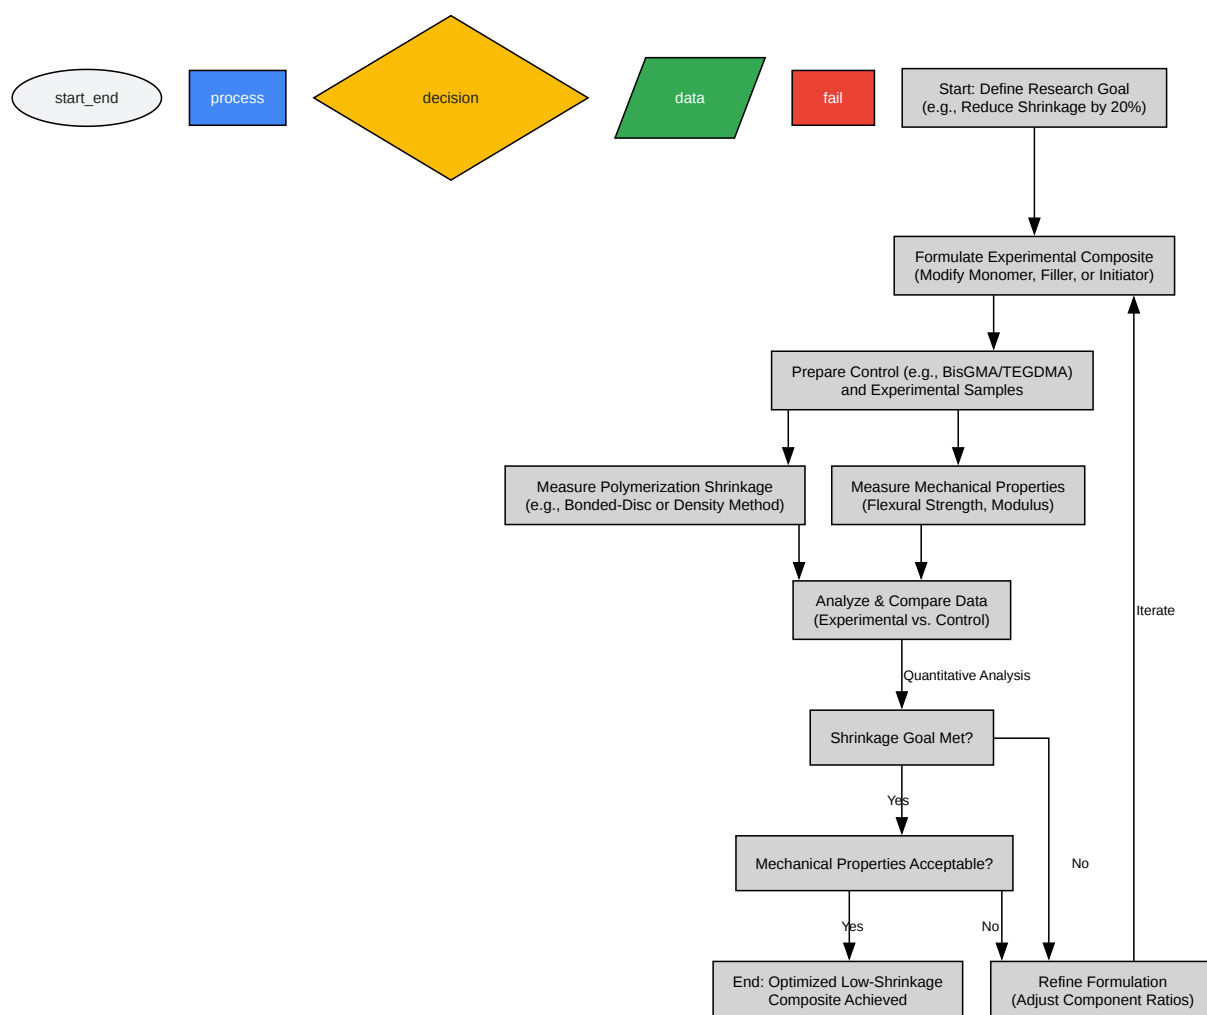 start_end
process
decision
data
fail
Start: Define Research Goal
(e.g., Reduce Shrinkage by 20%)
Formulate Experimental Composite
(Modify Monomer, Filler, or Initiator)
Prepare Control (e.g., BisGMA/TEGDMA)
and Experimental Samples
Measure Polymerization Shrinkage
(e.g., Bonded-Disc or Density Method)
Measure Mechanical Properties
(Flexural Strength, Modulus)
Analyze & Compare Data
(Experimental vs. Control)
Iterate
Quantitative Analysis
Shrinkage Goal Met?
Yes
Mechanical Properties Acceptable?
No
Yes
No
End: Optimized Low-Shrinkage
Composite Achieved
Refine Formulation
(Adjust Component Ratios)